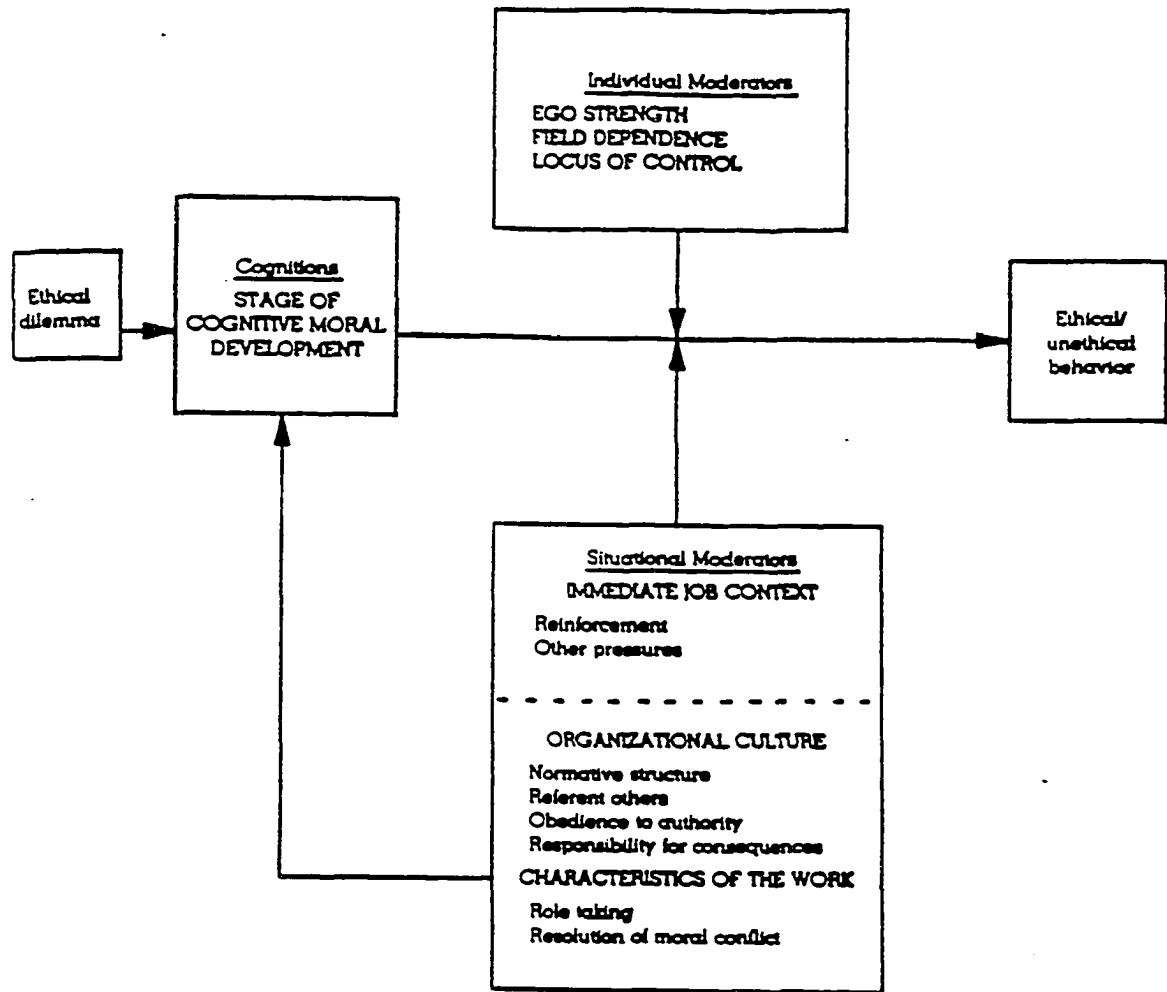 Individual Moderators
EGO STRENGTH
FIELD DEPENDENCE
LOCUS OF CONTROL
Ethical
dilemma
Cognitions
STAGE OF
COGNITIVE MORAL
DEVELOPMENT
Ethical/
unethical
behavior
Situational Moderators
IMMEDIATE JOB CONTEXT
Reinforcement
Other pressures
ORGANIZATIONAL CULTURE
Normative structure
Referent others
Obedience to authority
Responsibility for consequences
CHARACTERISTICS OF THE WORK
Role taking
Resolution of moral conflict